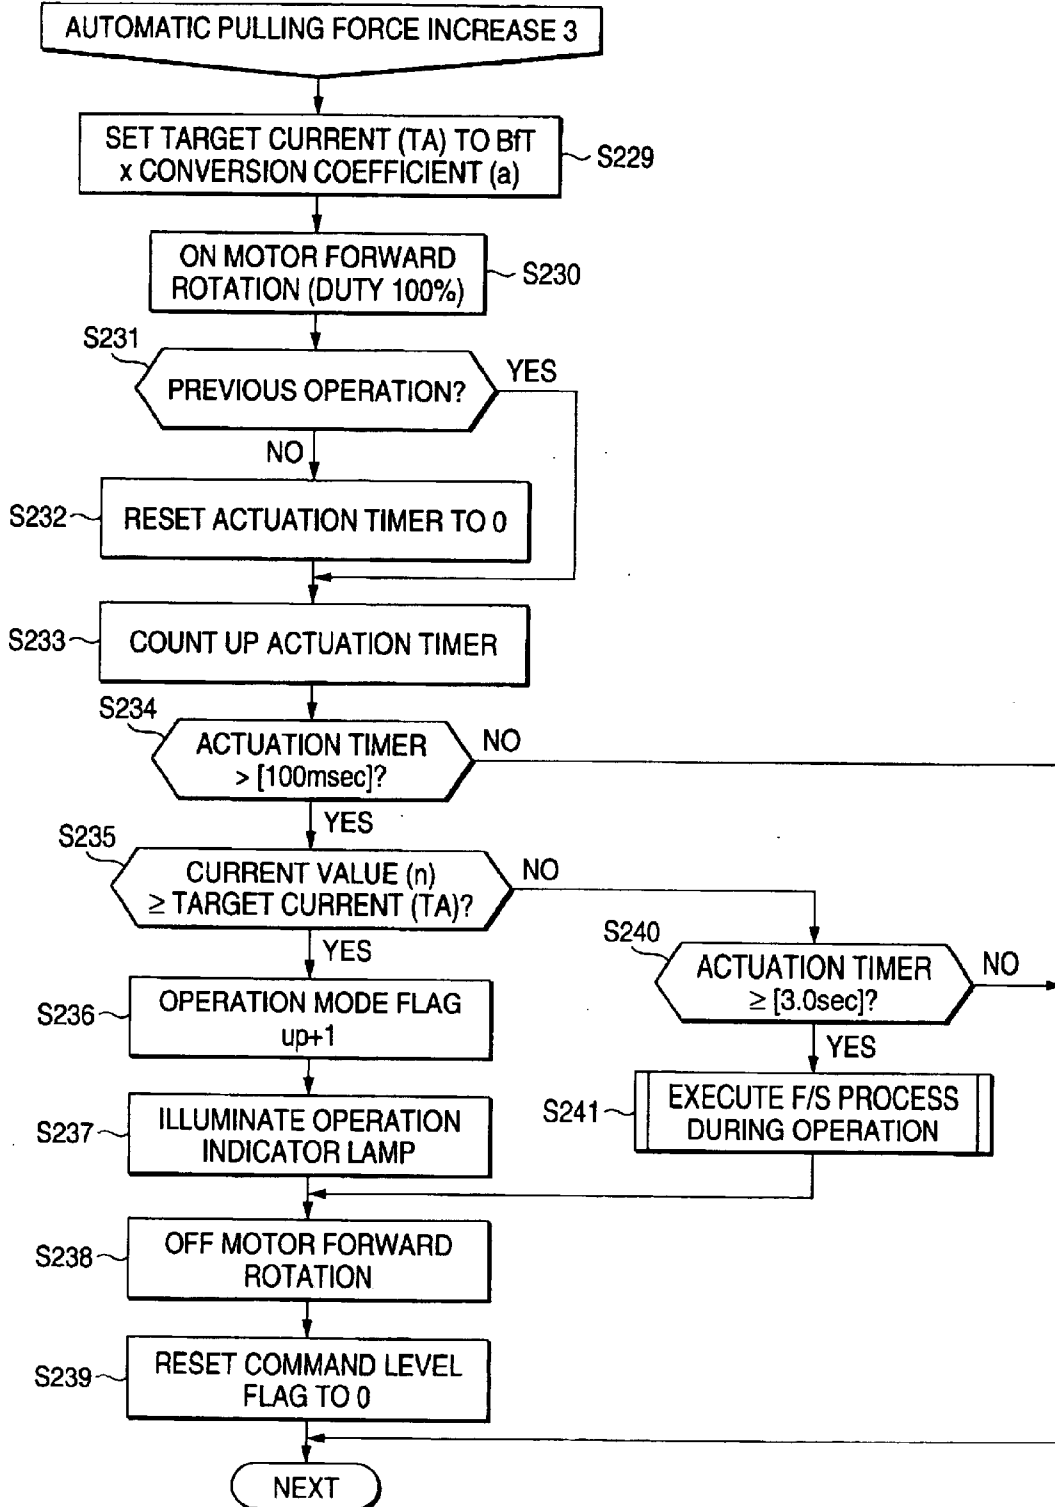 AUTOMATIC PULLING FORCE INCREASE 3
SET TARGET CURRENT (TA) TO BfT
x CONVERSION COEFFICIENT (a)
S229
ON MOTOR FORWARD
ROTATION (DUTY 100%)
S230
S231
PREVIOUS OPERATION?
YES
NO
S232
RESET ACTUATION TIMER TO 0
S233
COUNT UP ACTUATION TIMER
S234
ACTUATION TIMER
> [100msec]?
NO
YES
S235
CURRENT VALUE (n)
≥ TARGET CURRENT (TA)?
NO
YES
S240
ACTUATION TIMER
≥ [3.0sec]?
NO
YES
S236
OPERATION MODE FLAG
up+1
S241
EXECUTE F/S PROCESS
DURING OPERATION
S237
ILLUMINATE OPERATION
INDICATOR LAMP
S238
OFF MOTOR FORWARD
ROTATION
S239
RESET COMMAND LEVEL
FLAG TO 0
NEXT